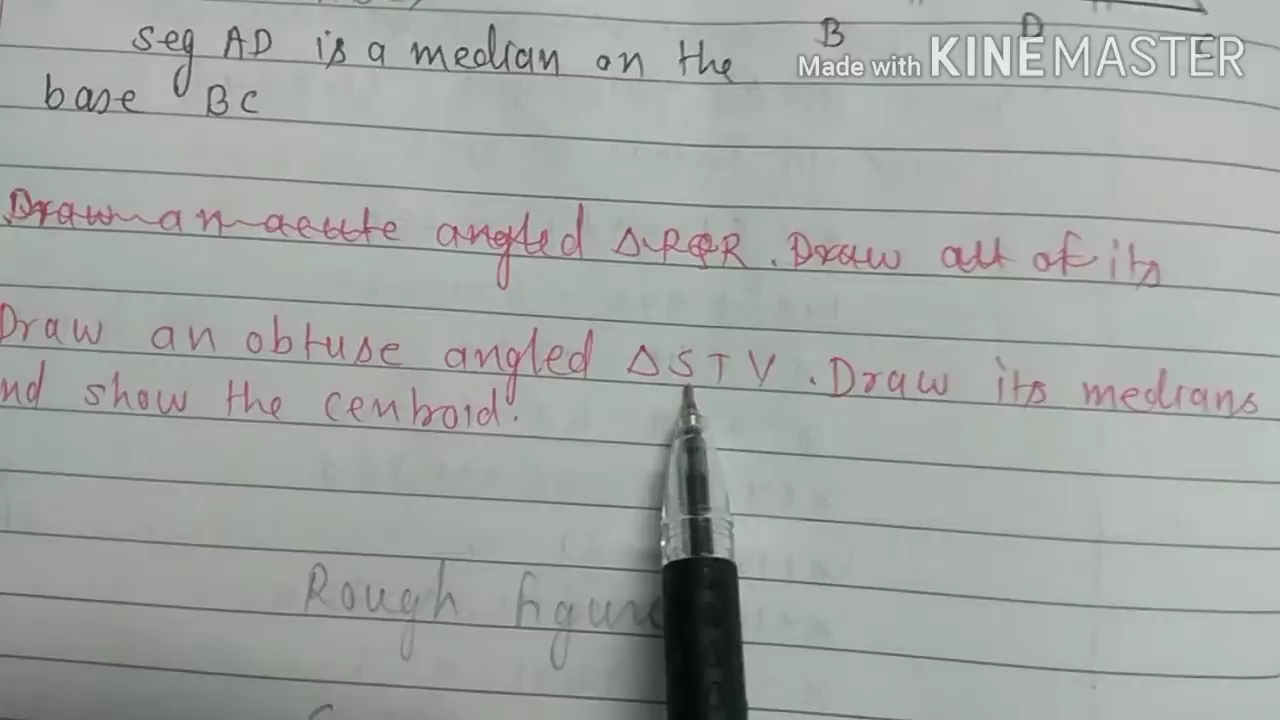 B D
seg AD is a median on the
Made with KINEMASTER
base BC
Draw an acute angled △PQR. Draw all of its
Draw an obtuse angled △STV. Draw its medians
nd show the centroid.
Rough figure